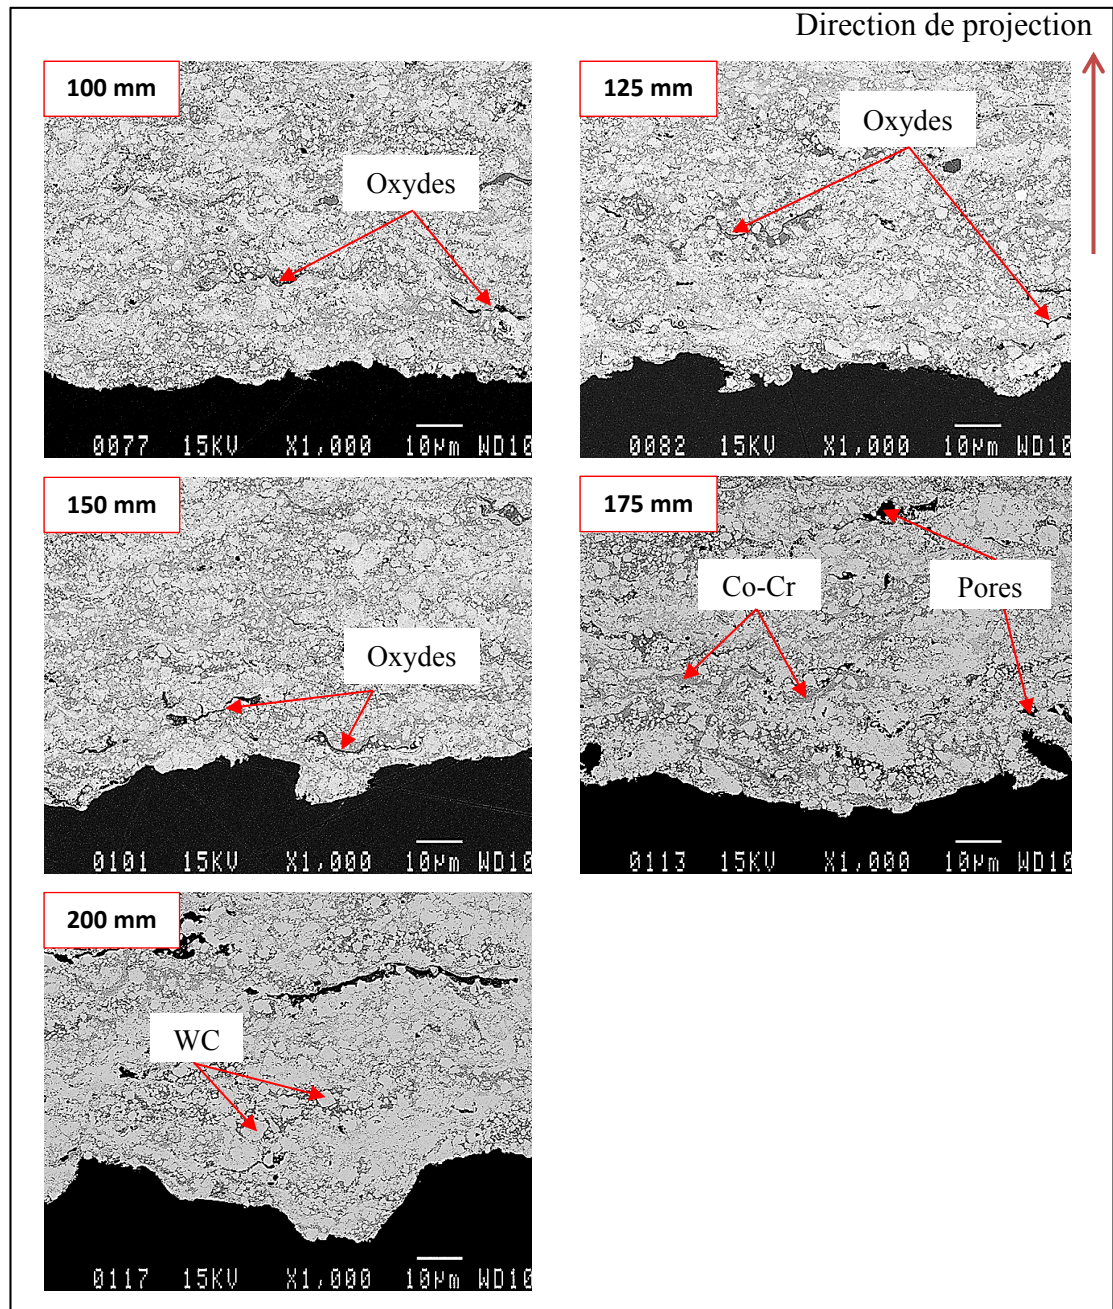 Direction de projection
100 mm
125 mm
Oxydes
Oxydes
0077 15KV X1,000 10µm WD10
0082 15KV X1,000 10µm WD10
150 mm
175 mm
Co-Cr
Pores
Oxydes
0101 15KV X1,000 10µm WD10
0113 15KV X1,000 10µm WD10
200 mm
WC
0117 15KV X1,000 10µm WD10